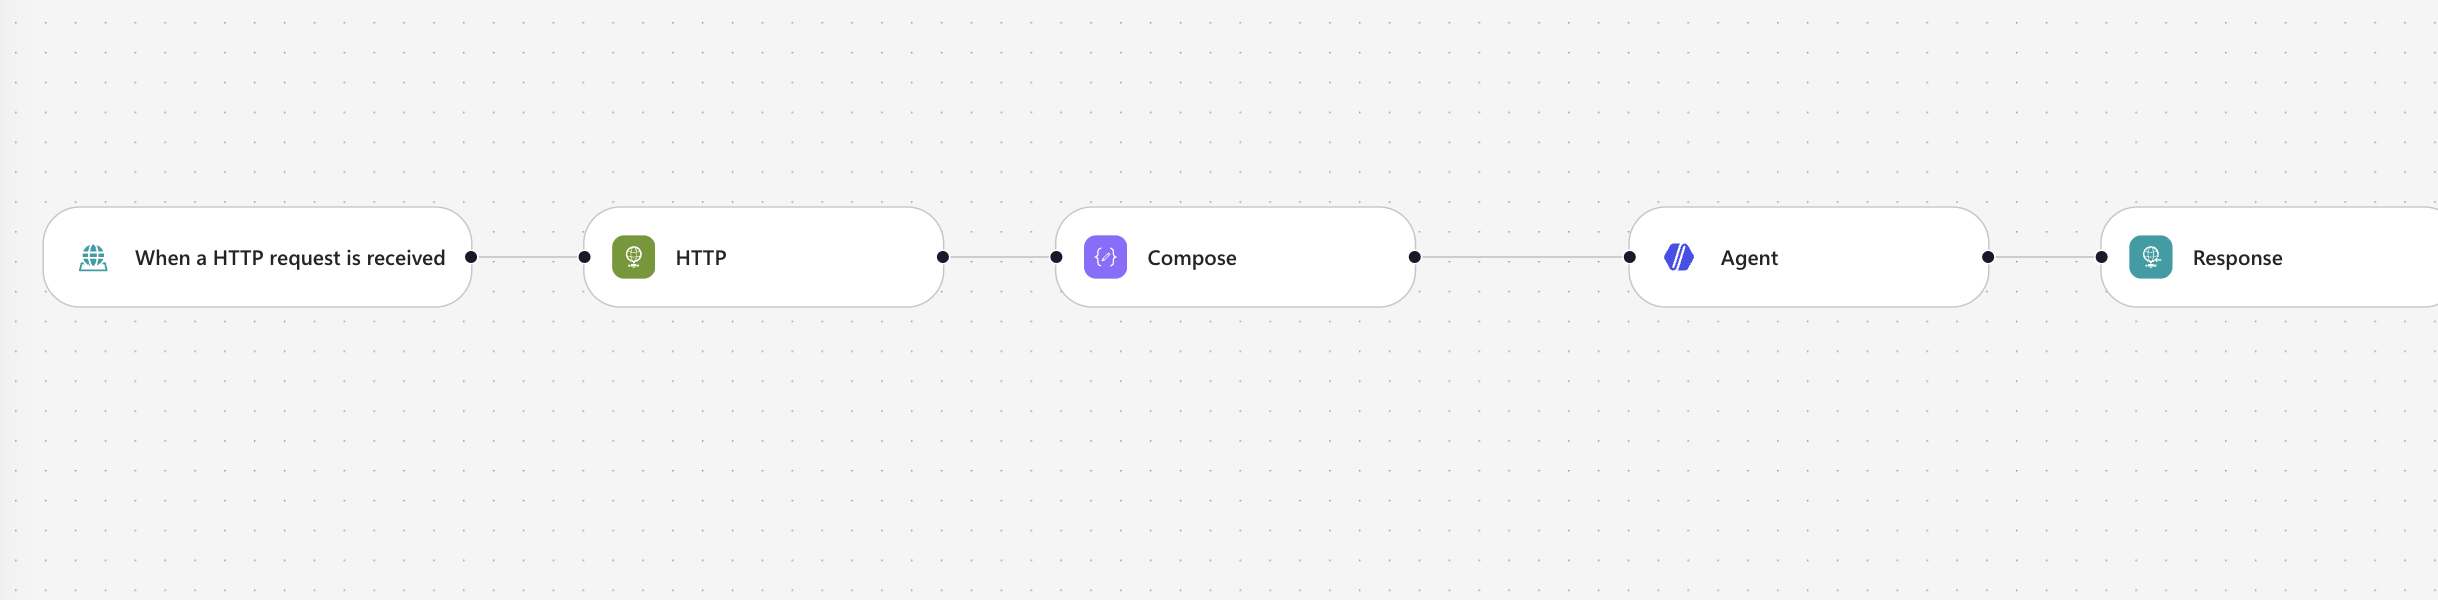 When a HTTP request is received
HTTP
Compose
Agent
Response